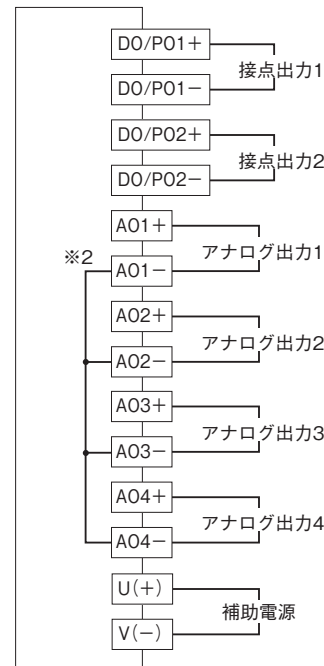 DO/PO1+
接点出力1
DO/PO1−
DO/PO2+
接点出力2
DO/PO2−
AO1+
アナログ出力1
※2
AO1−
AO2+
アナログ出力2
AO2−
AO3+
アナログ出力3
AO3−
AO4+
アナログ出力4
AO4−
U(+)
補助電源
V(−)